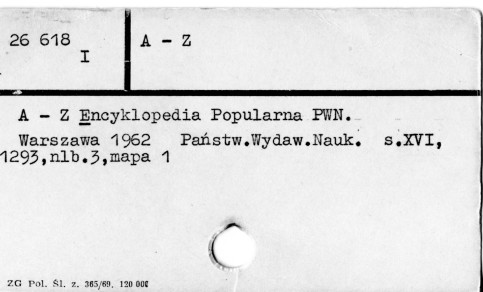 26 618
I
A - Z
A - Z Encyklopedia Popularna PWN.
Warszawa 1962 Państw.Wydaw.Nauk. s.XVI,
1293,nlb.3,mapa 1
ZG Pol. Śl. z. 365/69. 120 000